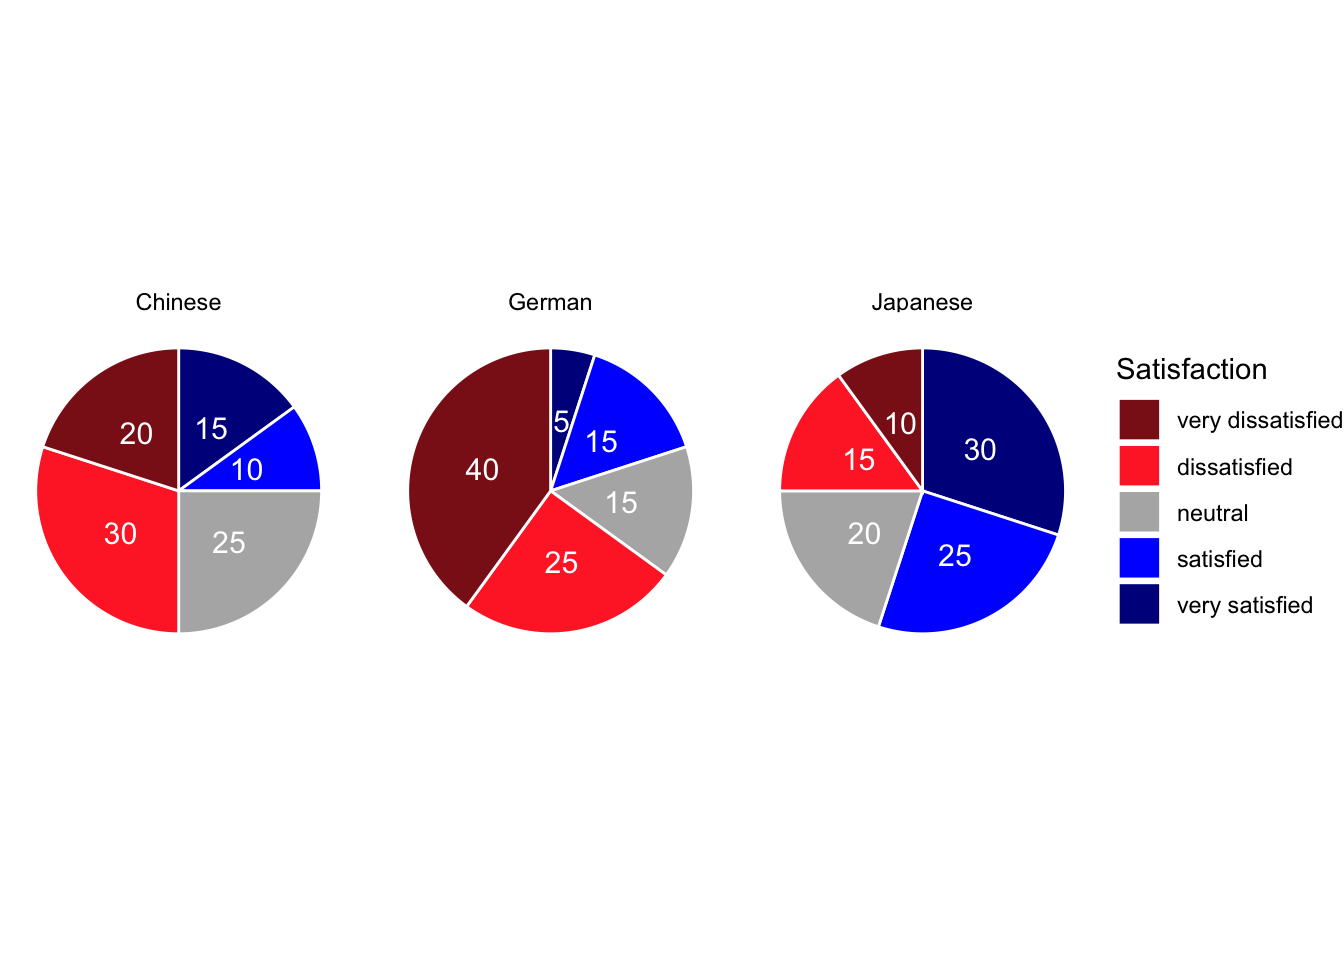 Chinese
20
15
10
30
25
German
5
15
40
15
25
Japanese
10
30
15
20
25
Satisfaction
very dissatisfied
dissatisfied
neutral
satisfied
very satisfied